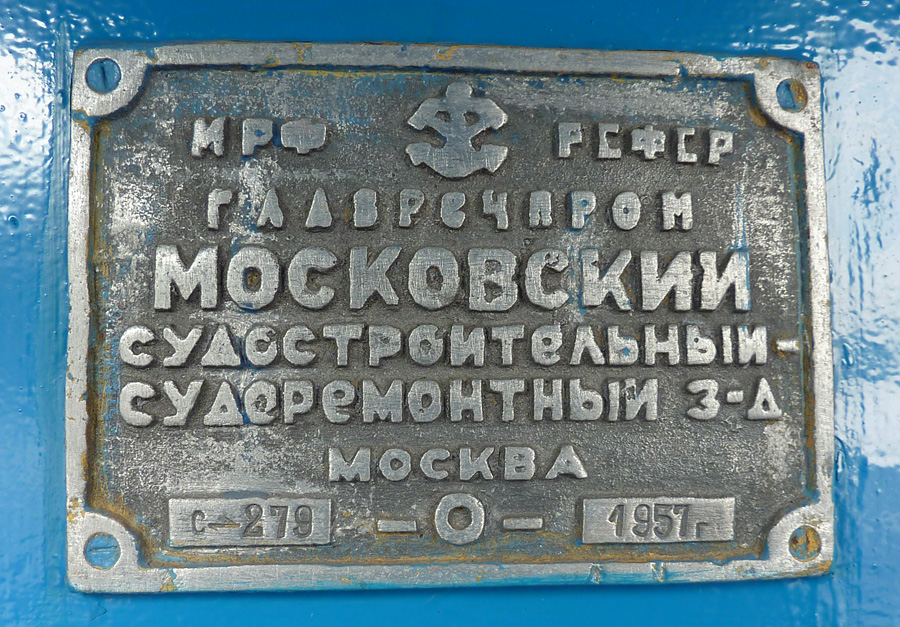 МРФ РСФСР
ГЛАВРЕЧПРОМ
МОСКОВСКИЙ
СУДОСТРОИТЕЛЬНЫЙ-
СУДОРЕМОНТНЫЙ З-Д
МОСКВА
С-279 1957г